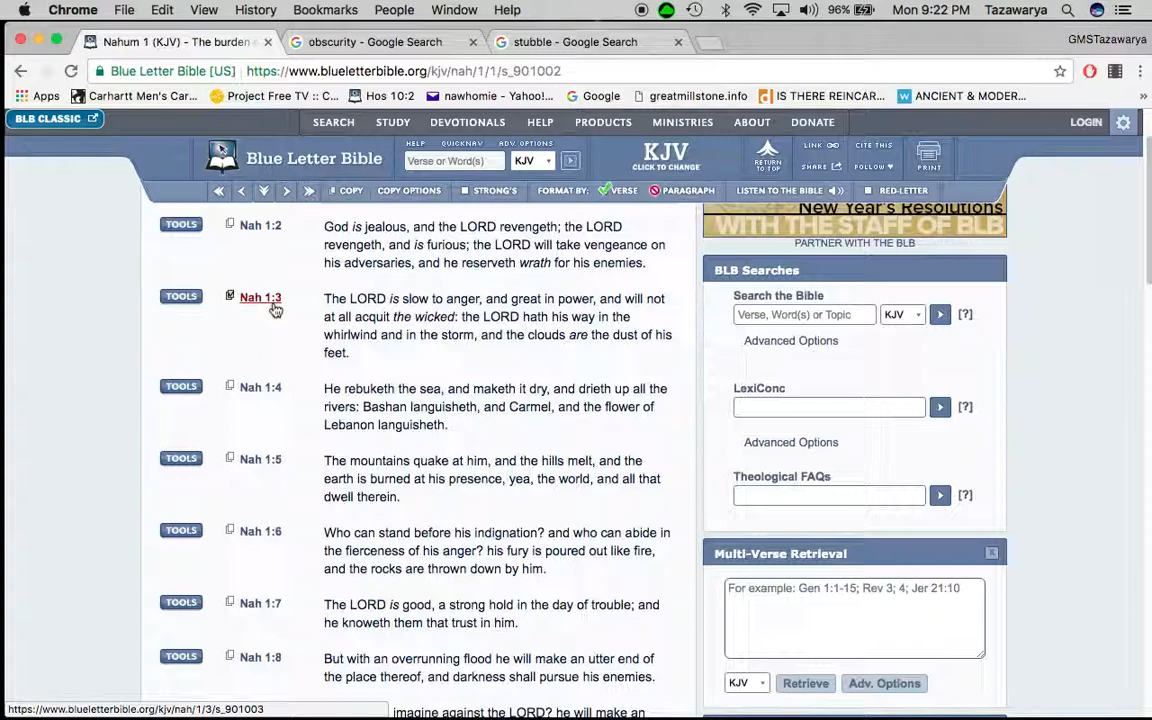 Chrome File Edit View History Bookmarks People Window Help 96% Mon 9:22 PM Tazawarya
Nahum 1 (KJV) - The burden obscurity - Google Search stubble - Google Search GMSTazawarya
Blue Letter Bible [US] https://www.blueletterbible.org/kjv/nah/1/1/s_901002
Apps Carhartt Men's Car... Project Free TV :: C... Hos 10:2 nawhomie - Yahoo!... Google greatmillstone.info IS THERE REINCAR... ANCIENT & MODER... »
BLB CLASSIC SEARCH STUDY DEVOTIONALS HELP PRODUCTS MINISTRIES ABOUT DONATE LOGIN
HELP QUICKNAV ADV. OPTIONS
Blue Letter Bible Verse or Word(s) KJV
KJV
CLICK TO CHANGE
RETURN
TO TOP
LINK CITE THIS
SHARE FOLLOW
PRINT
COPY COPY OPTIONS STRONG'S FORMAT BY: VERSE PARAGRAPH LISTEN TO THE BIBLE RED-LETTER
TOOLS Nah 1:2 God is jealous, and the LORD revengeth; the LORD
revengeth, and is furious; the LORD will take vengeance on
his adversaries, and he reserveth wrath for his enemies.
TOOLS Nah 1:3 The LORD is slow to anger, and great in power, and will not
at all acquit the wicked: the LORD hath his way in the
whirlwind and in the storm, and the clouds are the dust of his
feet.
TOOLS Nah 1:4 He rebuketh the sea, and maketh it dry, and drieth up all the
rivers: Bashan languisheth, and Carmel, and the flower of
Lebanon languisheth.
TOOLS Nah 1:5 The mountains quake at him, and the hills melt, and the
earth is burned at his presence, yea, the world, and all that
dwell therein.
TOOLS Nah 1:6 Who can stand before his indignation? and who can abide in
the fierceness of his anger? his fury is poured out like fire,
and the rocks are thrown down by him.
TOOLS Nah 1:7 The LORD is good, a strong hold in the day of trouble; and
he knoweth them that trust in him.
TOOLS Nah 1:8 But with an overrunning flood he will make an utter end of
the place thereof, and darkness shall pursue his enemies.
imagine against the LORD? he will make an
New Year's Resolutions
WITH THE STAFF OF BLB
PARTNER WITH THE BLB
BLB Searches
Search the Bible
Verse, Word(s) or Topic KJV [?]
Advanced Options
LexiConc
[?]
Advanced Options
Theological FAQs
[?]
Multi-Verse Retrieval x
For example: Gen 1:1-15; Rev 3; 4; Jer 21:10
KJV Retrieve Adv. Options
https://www.blueletterbible.org/kjv/nah/1/3/s_901003